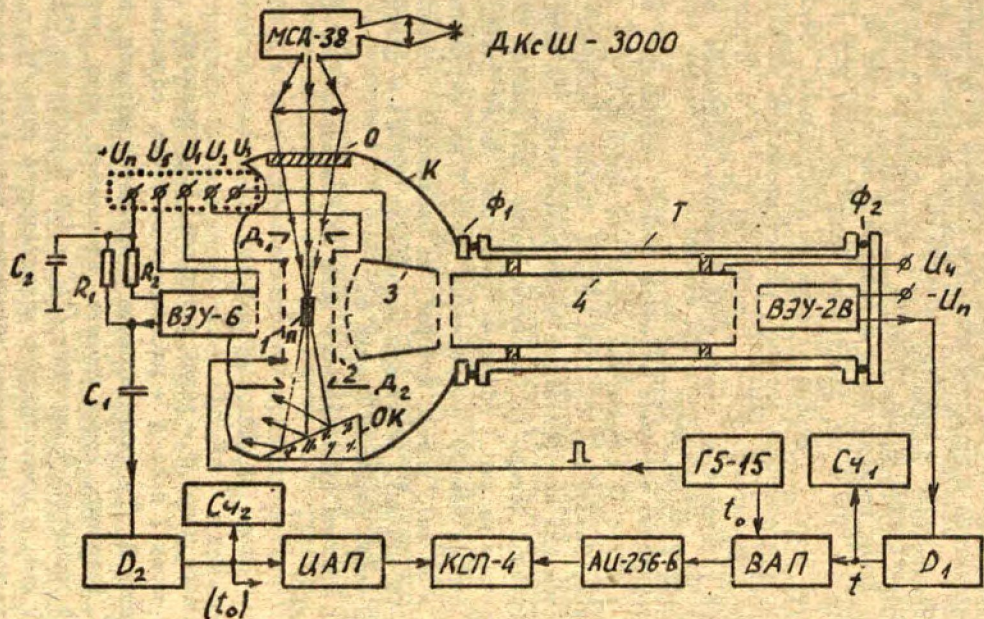 МСД-38
ДКсШ-3000
+Uп U5 U1 U2 U3
О
К
Ф1
Т
Ф2
Д1
C2
R1
R2
ВЭУ-6
3
4
U4
ВЭУ-2В
-Uп
1
п
2
Д2
ОК
C1
Г5-15
Сч1
Сч2
t0
D2
ЦАП
КСП-4
АИ-256-6
ВАП
t
D1
(t0)